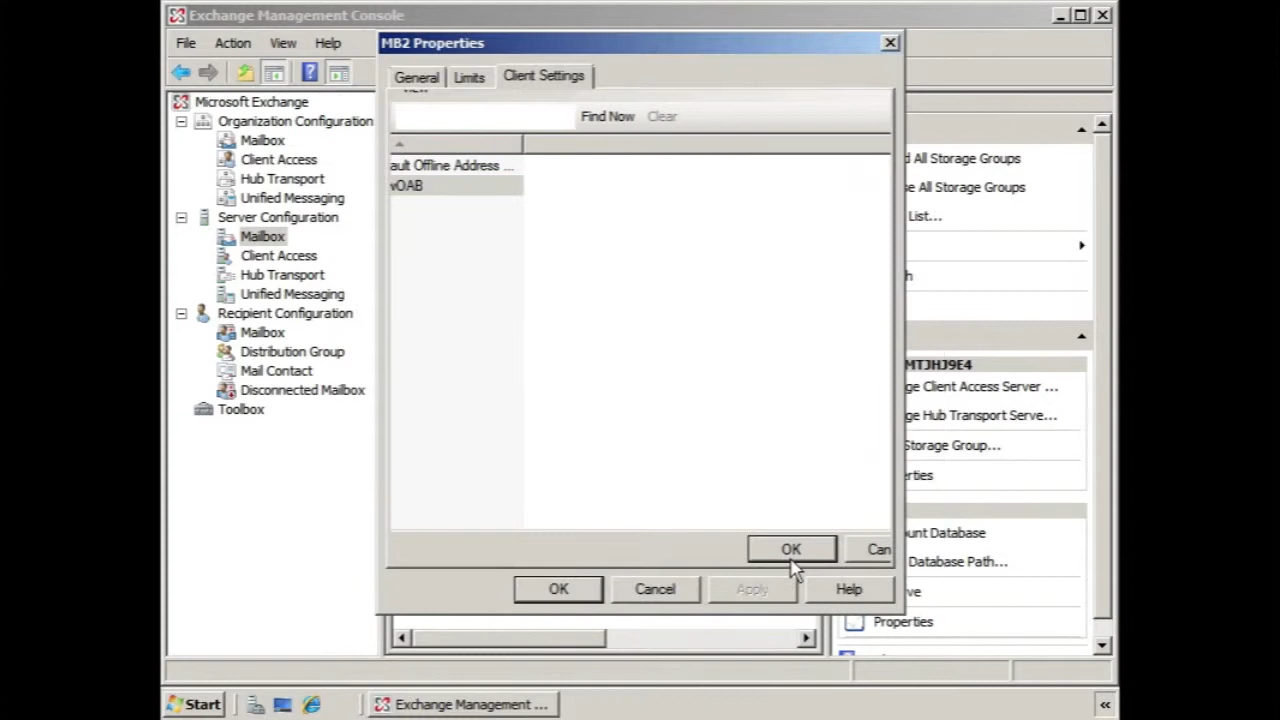 Exchange Management Console
File Action View Help
MB2 Properties
General Limits Client Settings
Find Now Clear
ault Offline Address ...
vOAB
OK Can
OK Cancel Apply Help
Microsoft Exchange
Organization Configuration
Mailbox
Client Access
Hub Transport
Unified Messaging
Server Configuration
Mailbox
Client Access
Hub Transport
Unified Messaging
Recipient Configuration
Mailbox
Distribution Group
Mail Contact
Disconnected Mailbox
Toolbox
d All Storage Groups
se All Storage Groups
List...
h
MTJHJ9E4
ge Client Access Server ...
ge Hub Transport Serve...
Storage Group...
erties
unt Database
Database Path...
ve
Properties
Start
Exchange Management ...
«